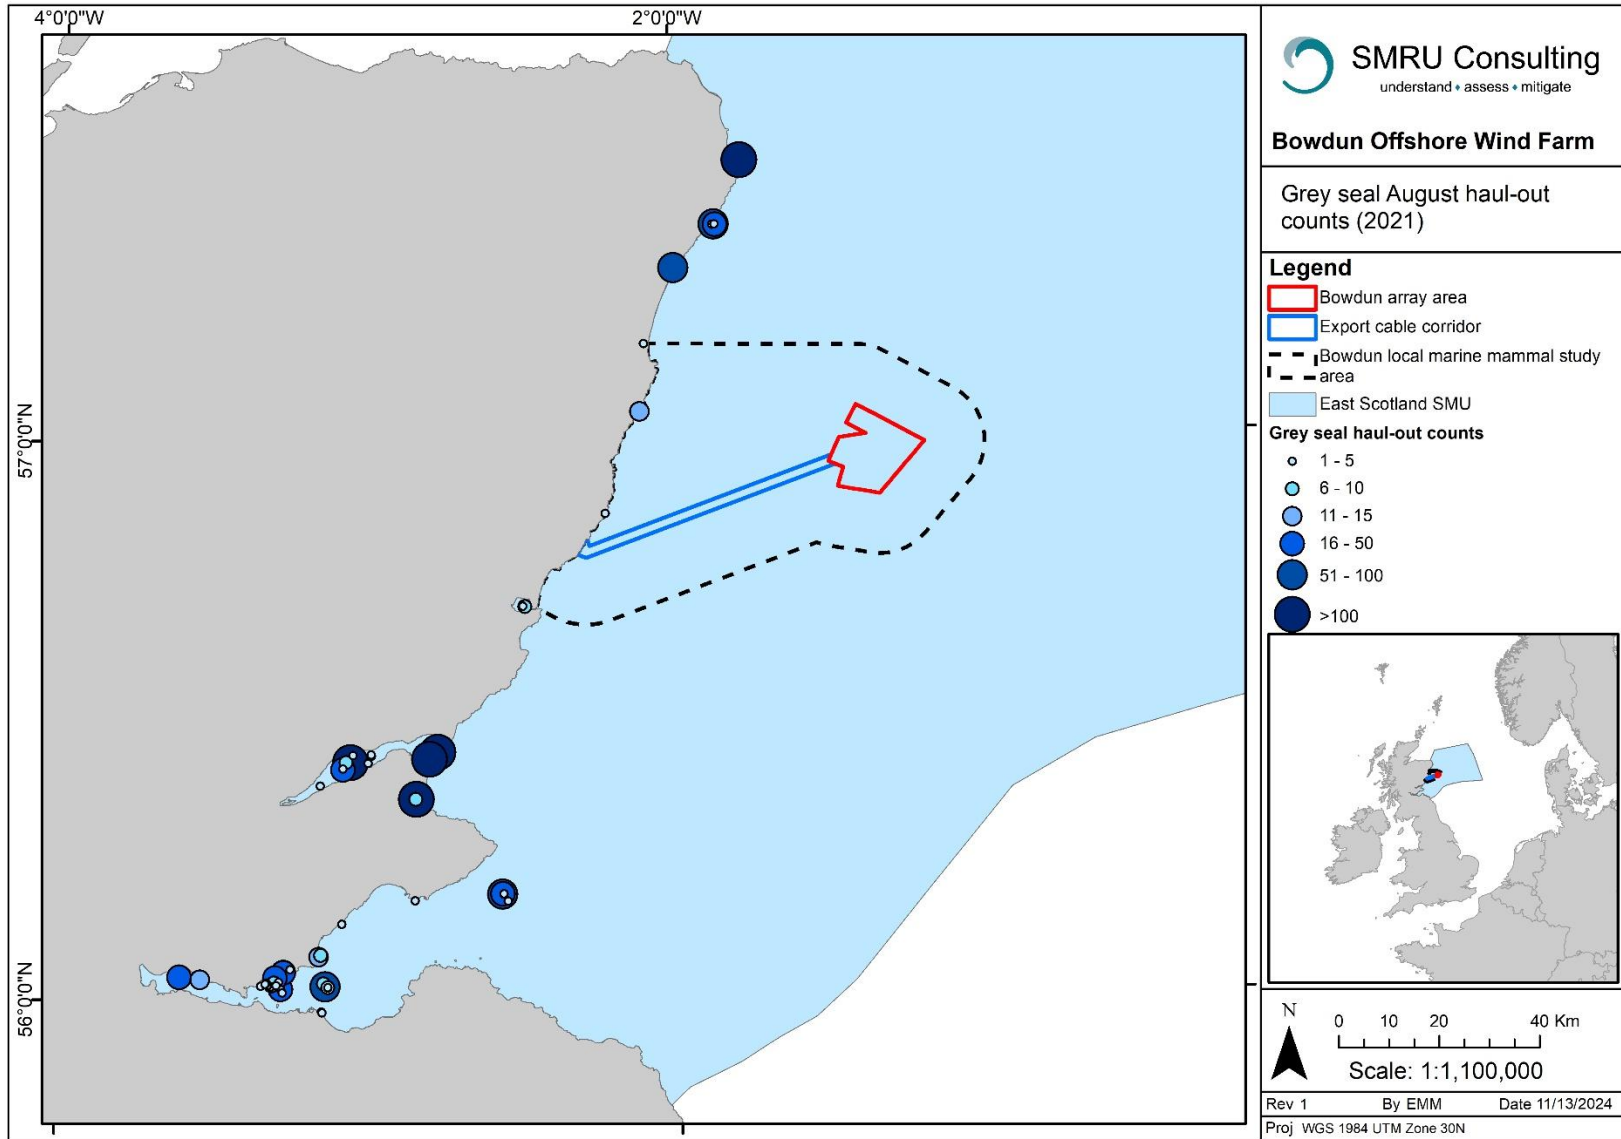 4°0'0"W
2°0'0"W
57°0'0"N
56°0'0"N
SMRU Consulting
understand ♦ assess ♦ mitigate
Bowdun Offshore Wind Farm
Grey seal August haul-out
counts (2021)
Legend
Bowdun array area
Export cable corridor
Bowdun local marine mammal study
area
East Scotland SMU
Grey seal haul-out counts
1 - 5
6 - 10
11 - 15
16 - 50
51 - 100
>100
N
0 10 20 40 Km
Scale: 1:1,100,000
Rev 1 By EMM Date 11/13/2024
Proj WGS 1984 UTM Zone 30N